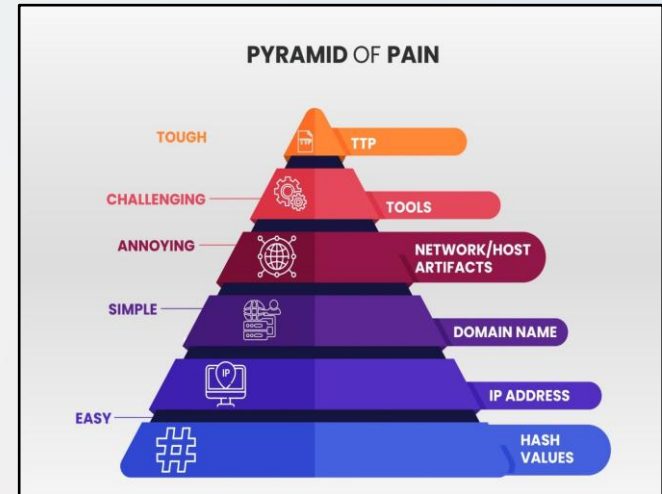 PYRAMID OF PAIN
TOUGH
TTP
TTP
CHALLENGING
TOOLS
ANNOYING
NETWORK/HOST
ARTIFACTS
SIMPLE
DOMAIN NAME
IP
IP ADDRESS
EASY
#
HASH
VALUES